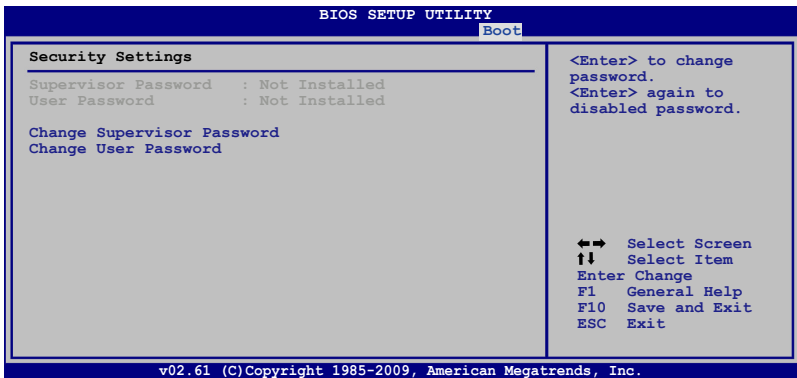 BIOS SETUP UTILITY
Boot
Security Settings
Supervisor Password : Not Installed
User Password : Not Installed
Change Supervisor Password
Change User Password
<Enter> to change
password.
<Enter> again to
disabled password.
←→ Select Screen
↑↓ Select Item
Enter Change
F1 General Help
F10 Save and Exit
ESC Exit
v02.61 (C)Copyright 1985-2009, American Megatrends, Inc.